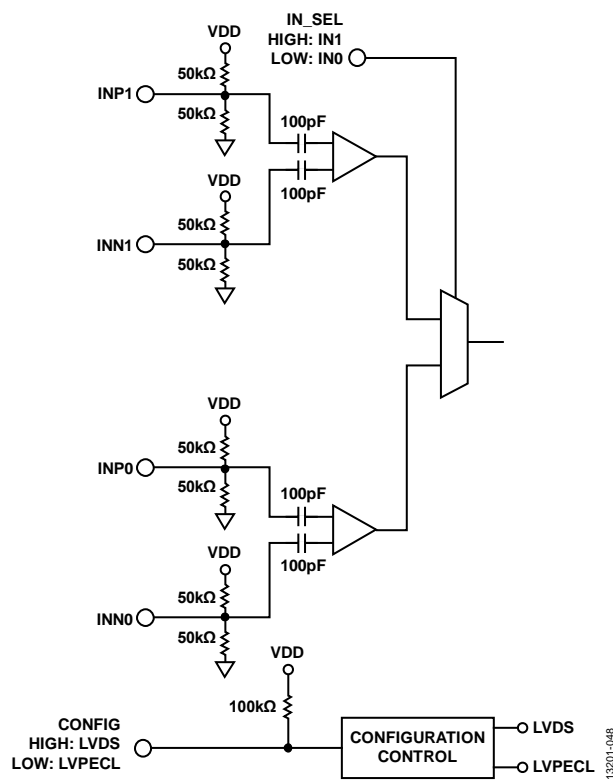 IN_SEL
HIGH: IN1
LOW: IN0
VDD
50kΩ
INP1
50kΩ
100pF
VDD
100pF
50kΩ
INN1
50kΩ
VDD
50kΩ
INP0
50kΩ
100pF
VDD
100pF
50kΩ
INN0
50kΩ
VDD
100kΩ
CONFIG
HIGH: LVDS
LOW: LVPECL
CONFIGURATION
CONTROL
LVDS
LVPECL
13201-048